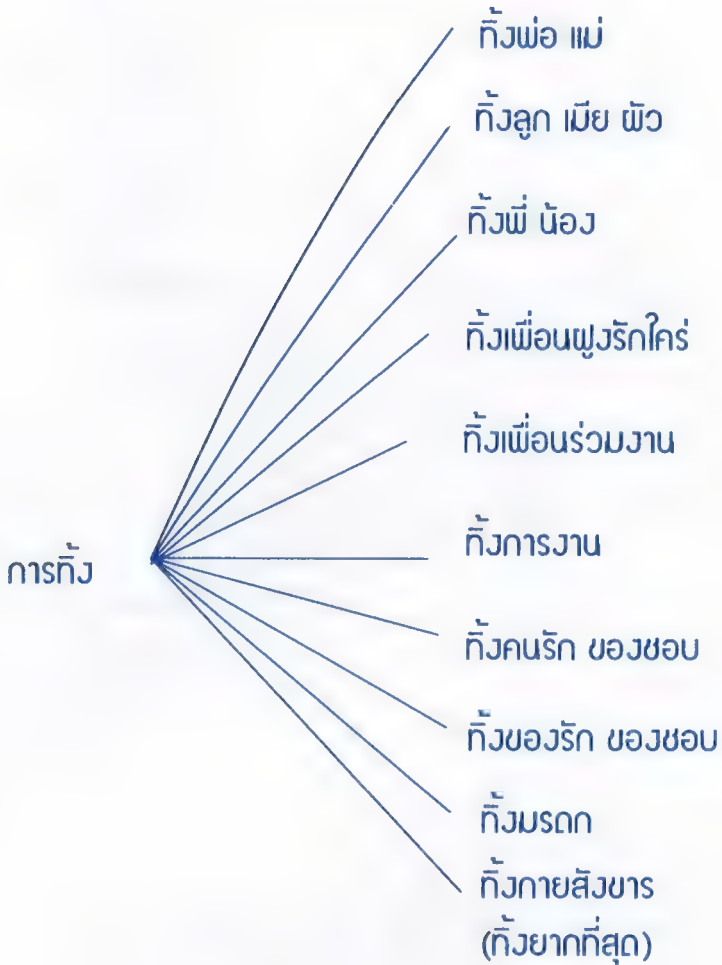 ทิ้งพ่อ แม่
ทิ้งลูก เมีย ผัว
ทิ้งพี่ น้อง
ทิ้งเพื่อนฝูงรักใคร่
ทิ้งเพื่อนร่วมงาน
การทิ้ง
ทิ้งการงาน
ทิ้งคนรัก ของชอบ
ทิ้งของรัก ของชอบ
ทิ้งมรดก
ทิ้งกายสังขาร
(ทิ้งยากที่สุด)